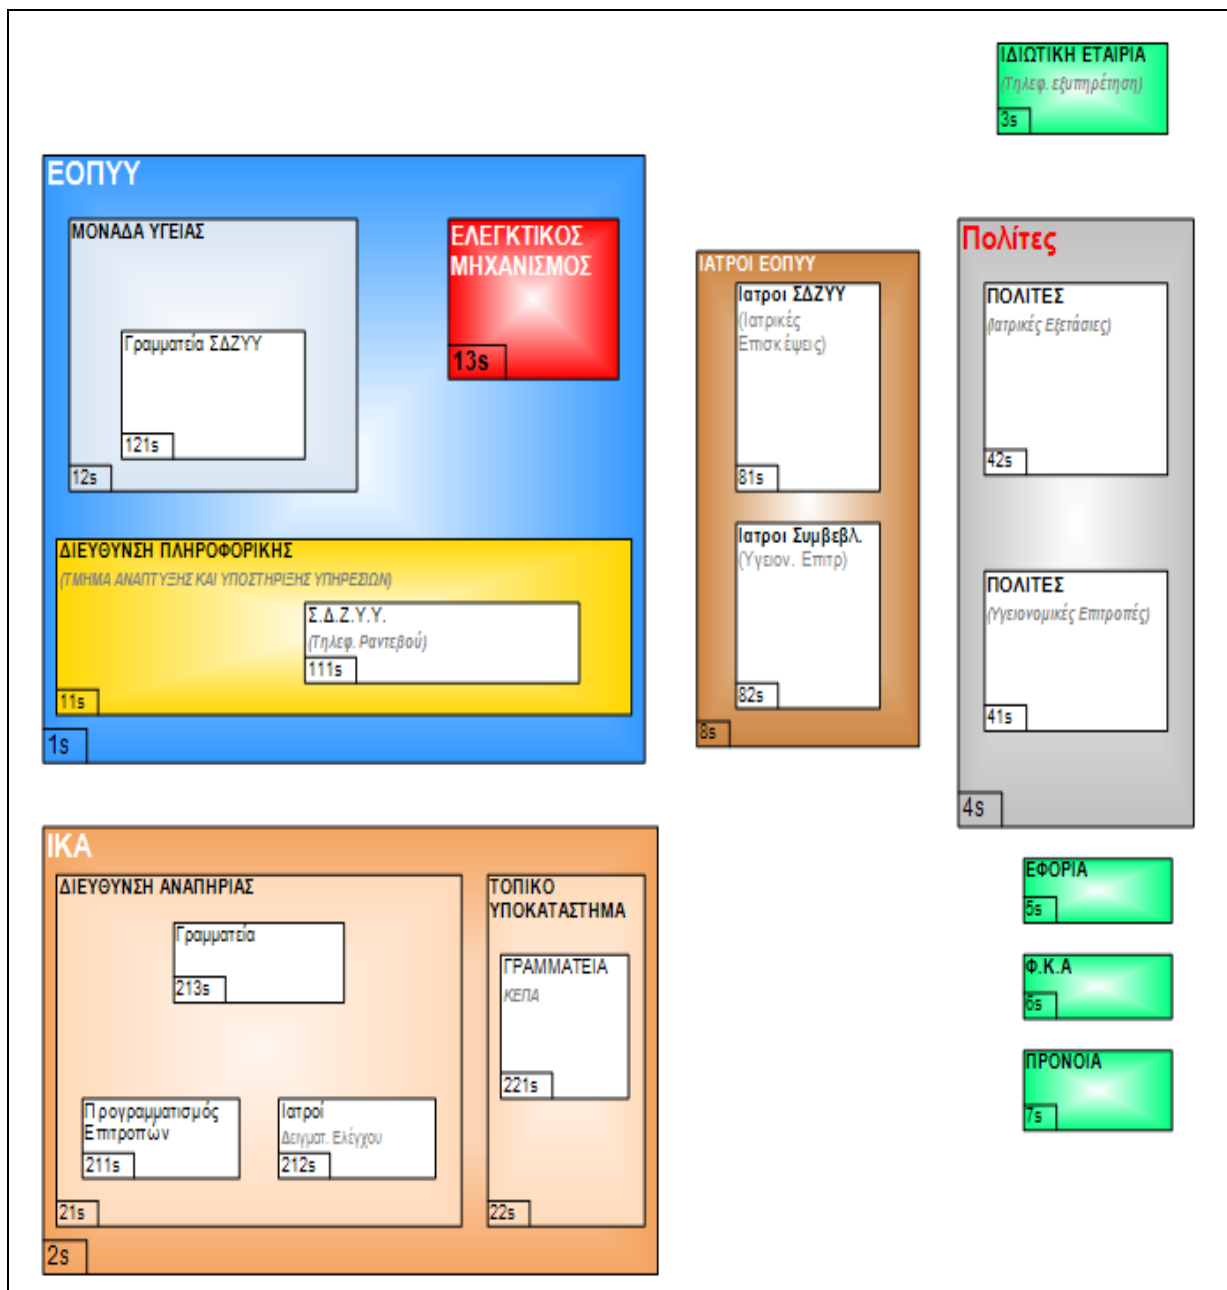 ΙΔΙΩΤΙΚΗ ΕΤΑΙΡΙΑ
(Τηλεφ. εξυπηρέτηση)
3s
ΕΟΠΥΥ
ΜΟΝΑΔΑ ΥΓΕΙΑΣ
Γραμματεία ΣΔΖΥΥ
121s
12s
ΕΛΕΓΚΤΙΚΟΣ
ΜΗΧΑΝΙΣΜΟΣ
13s
ΔΙΕΥΘΥΝΣΗ ΠΛΗΡΟΦΟΡΙΚΗΣ
(ΤΜΗΜΑ ΑΝΑΠΤΥΞΗΣ ΚΑΙ ΥΠΟΣΤΗΡΙΞΗΣ ΥΠΗΡΕΣΙΩΝ)
Σ.Δ.Ζ.Υ.Υ.
(Τηλεφ. Ραντεβού)
111s
11s
1s
ΙΑΤΡΟΙ ΕΟΠΥΥ
Ιατροι ΣΔΖΥΥ
(Ιατρικές
Επισκέψεις)
81s
Ιατροι Συμβεβλ.
(Υγειον. Επιτρ)
82s
8s
Πολίτες
ΠΟΛΙΤΕΣ
(Ιατρικές Εξετάσιες)
42s
ΠΟΛΙΤΕΣ
(Υγειονομικές Επιτροπές)
41s
4s
ΙΚΑ
ΔΙΕΥΘΥΝΣΗ ΑΝΑΠΗΡΙΑΣ
Γραμματεία
213s
Προγραμματισμός
Επιτροπών
211s
Ιατροί
Δειγματ. Ελέγχου
212s
21s
ΤΟΠΙΚΟ
ΥΠΟΚΑΤΑΣΤΗΜΑ
ΓΡΑΜΜΑΤΕΙΑ
ΚΕΠΑ
221s
22s
2s
ΕΦΟΡΙΑ
5s
Φ.Κ.Α
6s
ΠΡΟΝΟΙΑ
7s